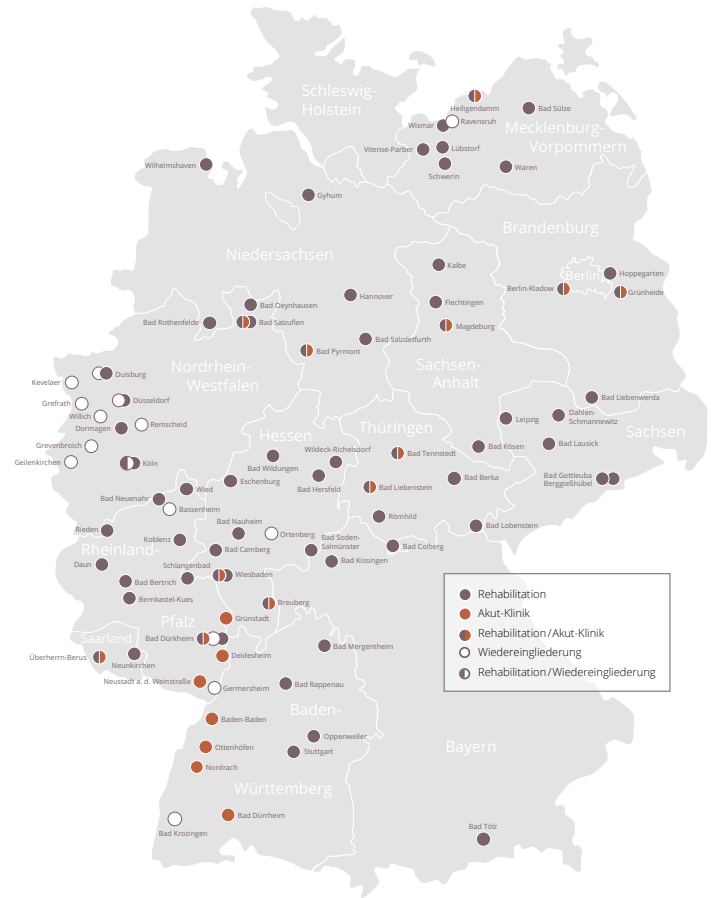 Schleswig-
Holstein
Heiligendamm
Bad Sülze
Wismar
Ravensruh
Mecklenburg-
Vorpommern
Vitense-Parber
Lübstorf
Schwerin
Waren
Wilhelmshaven
Gyhum
Brandenburg
Niedersachsen
Kalbe
Berlin
Hoppegarten
Berlin-Kladow
Grünheide
Hannover
Flechtingen
Bad Oeynhausen
Bad Rothenfelde
Bad Salzuflen
Magdeburg
Bad Salzdetfurth
Bad Pyrmont
Nordrhein-
Westfalen
Sachsen-
Anhalt
Duisburg
Kevelaer
Grefrath
Düsseldorf
Willich
Dormagen
Remscheid
Grevenbroich
Geilenkirchen
Köln
Bad Liebenwerda
Leipzig
Dahlen-
Schmannewitz
Sachsen
Thüringen
Hessen
Bad Kösen
Bad Lausick
Wildeck-Richelsdorf
Bad Tennstedt
Bad Wildungen
Eschenburg
Bad Hersfeld
Bad Liebenstein
Bad Berka
Bad Gottleuba
Berggießhübel
Wied
Bad Neuenahr
Bassenheim
Römhild
Bad Lobenstein
Rieden
Koblenz
Bad Nauheim
Ortenberg
Bad Soden-
Salmünster
Bad Colberg
Rheinland-
Bad Camberg
Bad Kissingen
Daun
Schlangenbad
Wiesbaden
Bad Bertrich
Bernkastel-Kues
Breuberg
Pfalz
Grünstadt
Saarland
Bad Dürkheim
Überherrn-Berus
Neunkirchen
Deidesheim
Bad Mergentheim
Neustadt a. d. Weinstraße
Germersheim
Bad Rappenau
Baden-
Baden-Baden
Oppenweiler
Ottenhöfen
Stuttgart
Bayern
Nordrach
Württemberg
Bad Dürrheim
Bad Krozingen
Bad Tölz
Rehabilitation
Akut-Klinik
Rehabilitation/Akut-Klinik
Wiedereingliederung
Rehabilitation/Wiedereingliederung